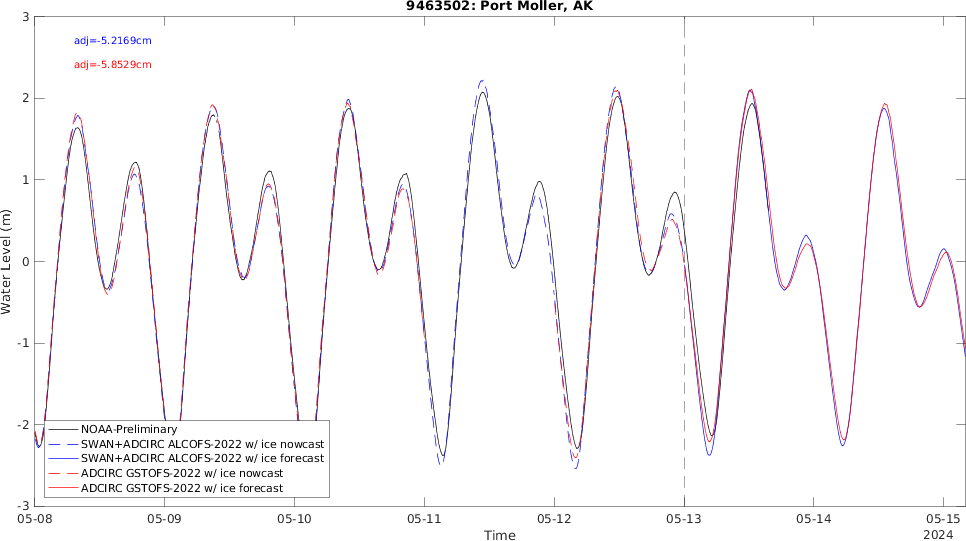 9463502: Port Moller, AK
adj=-5.2169cm
adj=-5.8529cm
3
2
1
0
-1
-2
-3
Water Level (m)
NOAA-Preliminary
SWAN+ADCIRC ALCOFS-2022 w/ ice nowcast
SWAN+ADCIRC ALCOFS-2022 w/ ice forecast
ADCIRC GSTOFS-2022 w/ ice nowcast
ADCIRC GSTOFS-2022 w/ ice forecast
05-08 05-09 05-10 05-11 05-12 05-13 05-14 05-15
Time
2024